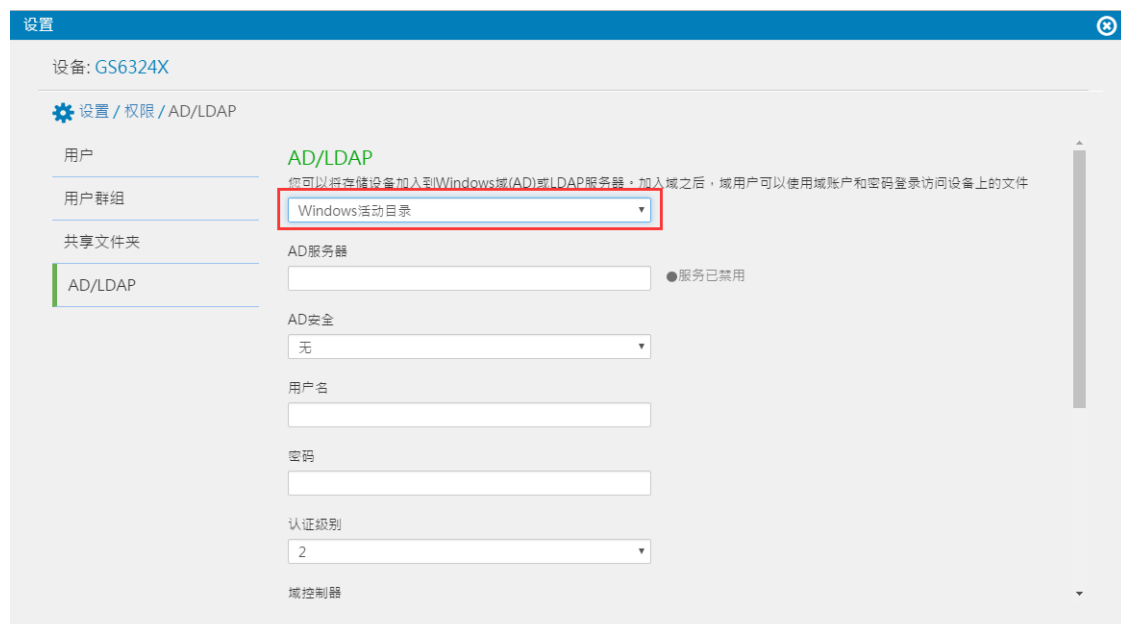 设置
设备: GS6324X
设置 / 权限 / AD/LDAP
用户
用户群组
共享文件夹
AD/LDAP
AD/LDAP
您可以将存储设备加入到Windows域(AD)或LDAP服务器。加入域之后，域用户可以使用域账户和密码登录访问设备上的文件
Windows活动目录
AD服务器
●服务已禁用
AD安全
无
用户名
密码
认证级别
2
域控制器